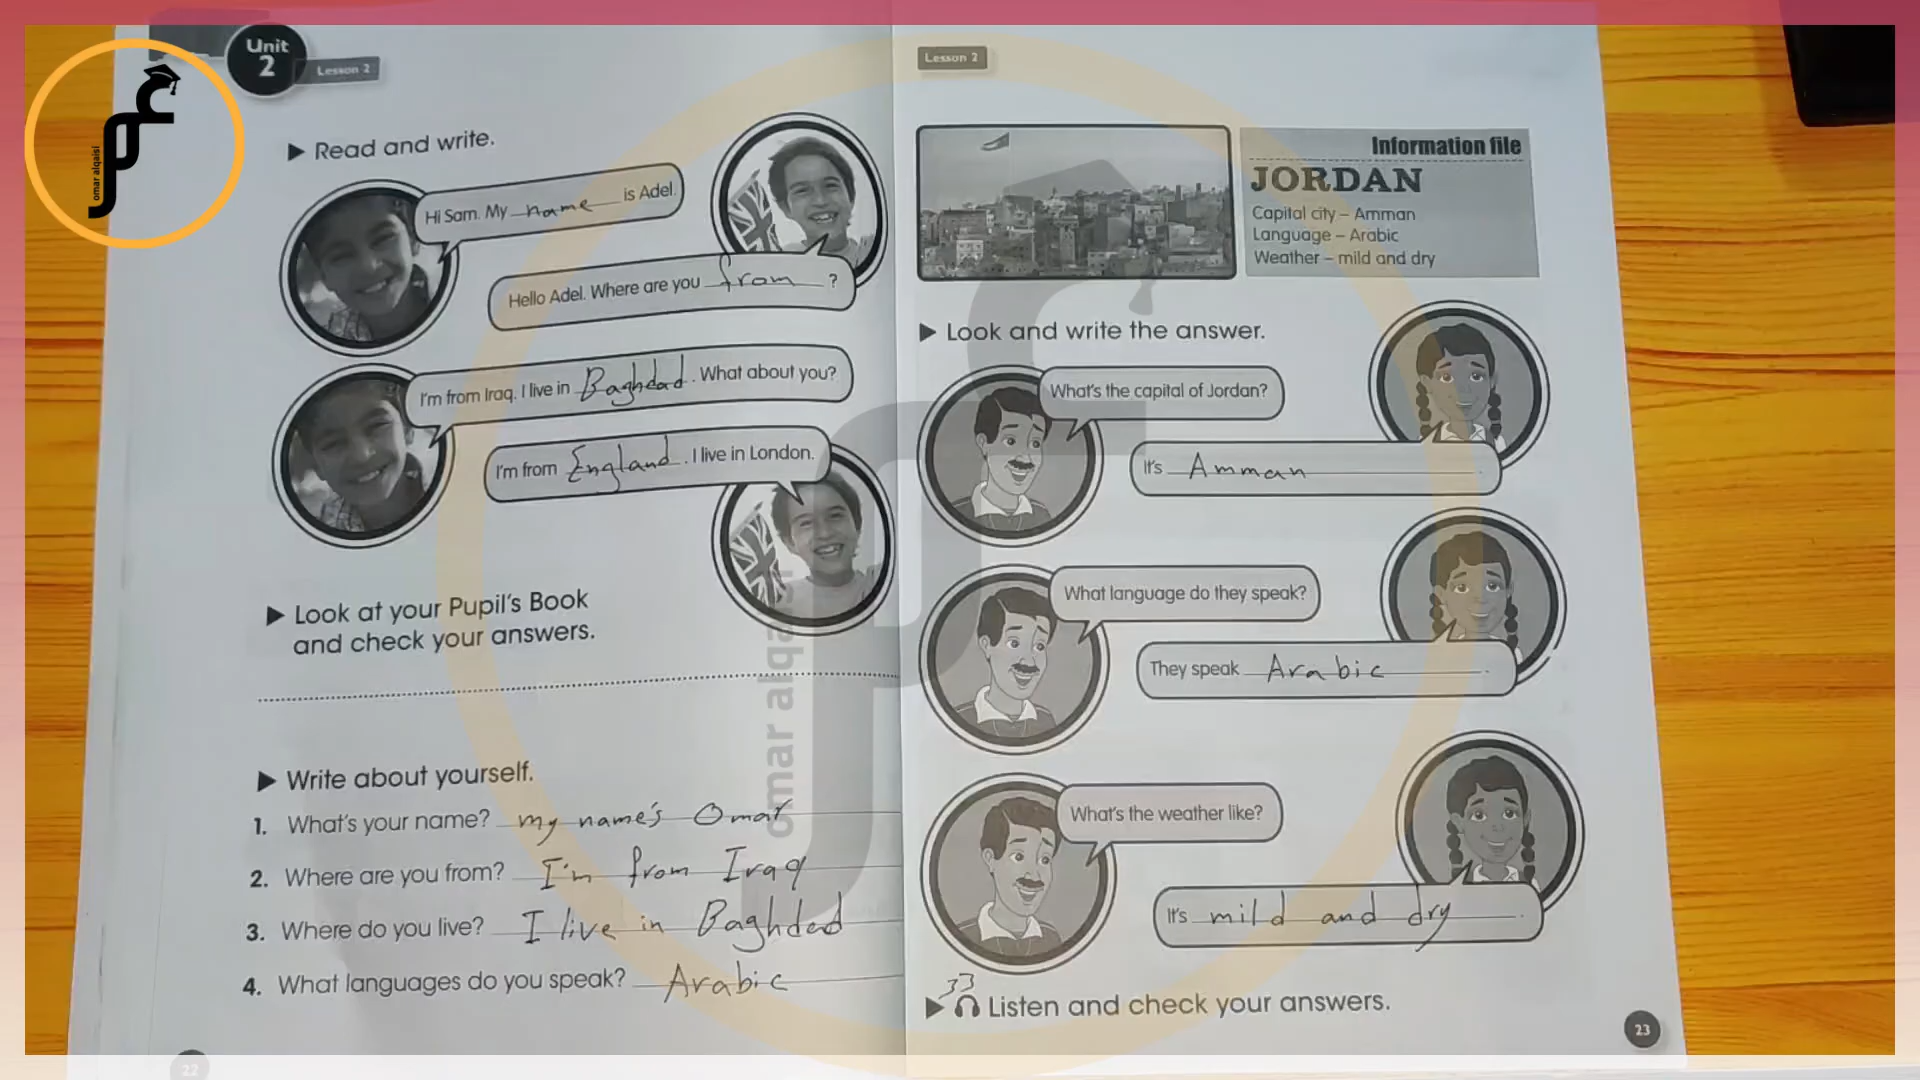 omar alqaisi
Unit
2
Lesson 2
Read and write.
Hi Sam. My name is Adel.
Hello Adel. Where are you from ?
I'm from Iraq. I live in Baghdad. What about you?
I'm from England. I live in London.
Look at your Pupil's Book
and check your answers.
Write about yourself.
1. What's your name? my name's Omar
2. Where are you from? I'm from Iraq
3. Where do you live? I live in Baghdad
4. What languages do you speak? Arabic
22
Lesson 2
Information file
JORDAN
Capital city – Amman
Language – Arabic
Weather – mild and dry
Look and write the answer.
What's the capital of Jordan?
It's Amman.
What language do they speak?
They speak Arabic.
What's the weather like?
It's mild and dry.
33
Listen and check your answers.
23
omar alqaisi